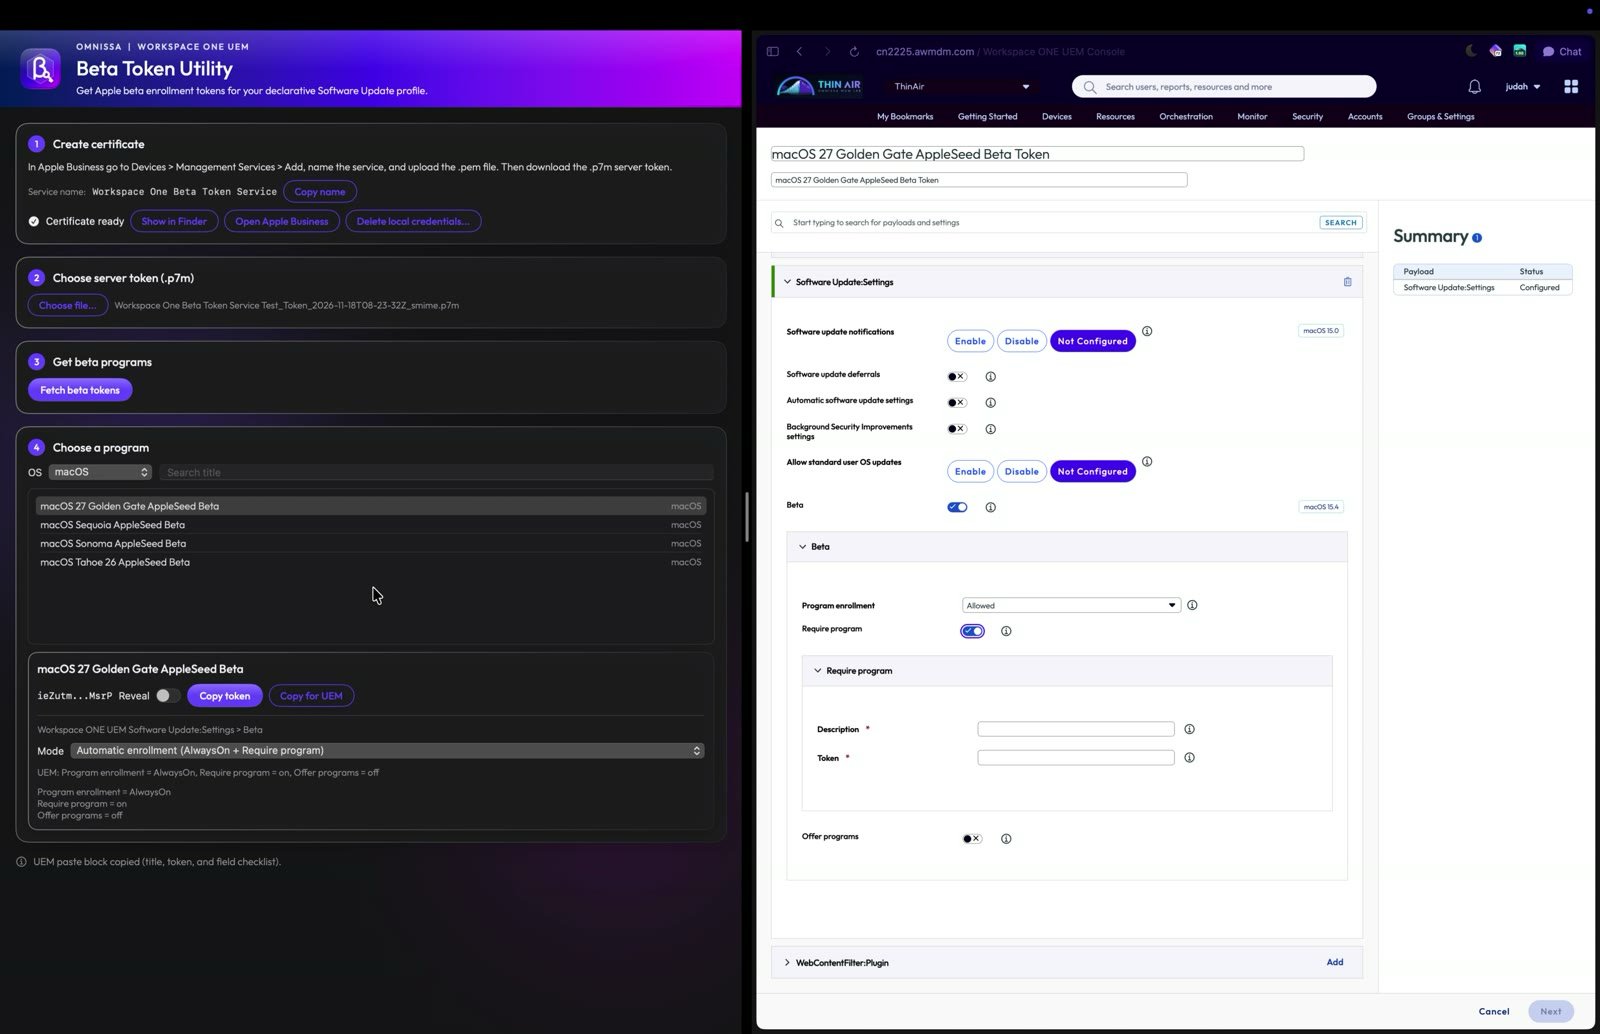 OMNISSA | WORKSPACE ONE UEM
Beta Token Utility
Get Apple beta enrollment tokens for your declarative Software Update profile.
1 Create certificate
In Apple Business go to Devices > Management Services > Add, name the service, and upload the .pem file. Then download the .p7m server token.
Service name: Workspace One Beta Token Service Copy name
Certificate ready Show in Finder Open Apple Business Delete local credentials...
2 Choose server token (.p7m)
Choose file... Workspace One Beta Token Service Test_Token_2026-11-18T08-23-32Z_smime.p7m
3 Get beta programs
Fetch beta tokens
4 Choose a program
OS macOS Search title
macOS 27 Golden Gate AppleSeed Beta macOS
macOS Sequoia AppleSeed Beta macOS
macOS Sonoma AppleSeed Beta macOS
macOS Tahoe 26 AppleSeed Beta macOS
macOS 27 Golden Gate AppleSeed Beta
ieZutm...MsrP Reveal Copy token Copy for UEM
Workspace ONE UEM Software Update:Settings > Beta
Mode Automatic enrollment (AlwaysOn + Require program)
UEM: Program enrollment = AlwaysOn, Require program = on, Offer programs = off
Program enrollment = AlwaysOn
Require program = on
Offer programs = off
UEM paste block copied (title, token, and field checklist).
cn2225.awmdm.com / Workspace ONE UEM Console Chat
THIN AIR ThinAir Search users, reports, resources and more judah
My Bookmarks Getting Started Devices Resources Orchestration Monitor Security Accounts Groups & Settings
macOS 27 Golden Gate AppleSeed Beta Token
macOS 27 Golden Gate AppleSeed Beta Token
Start typing to search for payloads and settings SEARCH
Software Update:Settings
Software update notifications Enable Disable Not Configured macOS 15.0
Software update deferrals
Automatic software update settings
Background Security Improvements
settings
Allow standard user OS updates Enable Disable Not Configured
Beta macOS 15.4
Beta
Program enrollment Allowed
Require program
Require program
Description *
Token *
Offer programs
WebContentFilter:Plugin Add
Summary 1
Payload Status
Software Update:Settings Configured
Cancel Next